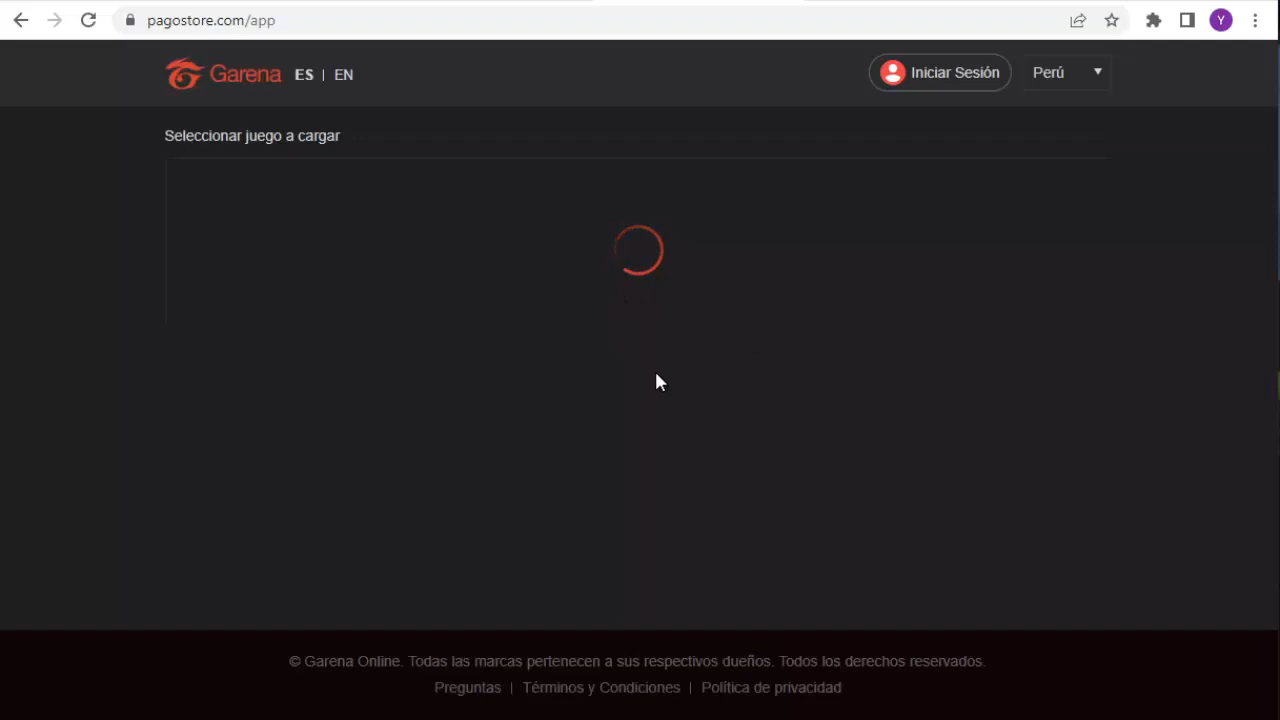 pagostore.com/app
Y
Garena ES | EN
Iniciar Sesión
Perú
Seleccionar juego a cargar
© Garena Online. Todas las marcas pertenecen a sus respectivos dueños. Todos los derechos reservados.
Preguntas | Términos y Condiciones | Política de privacidad